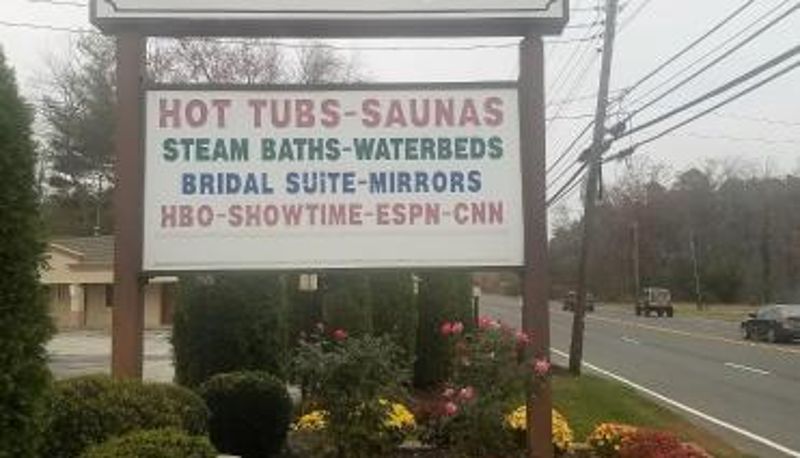 HOT TUBS-SAUNAS
STEAM BATHS-WATERBEDS
BRIDAL SUITE-MIRRORS
HBO-SHOWTIME-ESPN-CNN